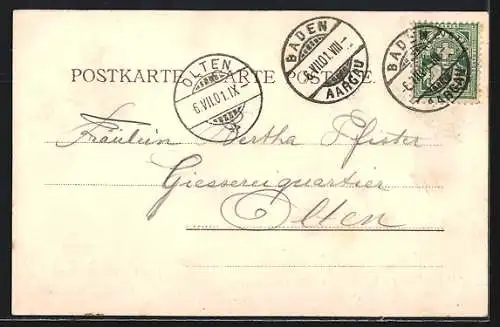 POSTKARTE. CARTE POSTALE.
OLTEN
6.VII.01.IX
BADEN
6.VII.01.VIII
AARGAU
BADEN
AARGAU
Fräulein Bertha Pfister
Giessereiquartier
Olten